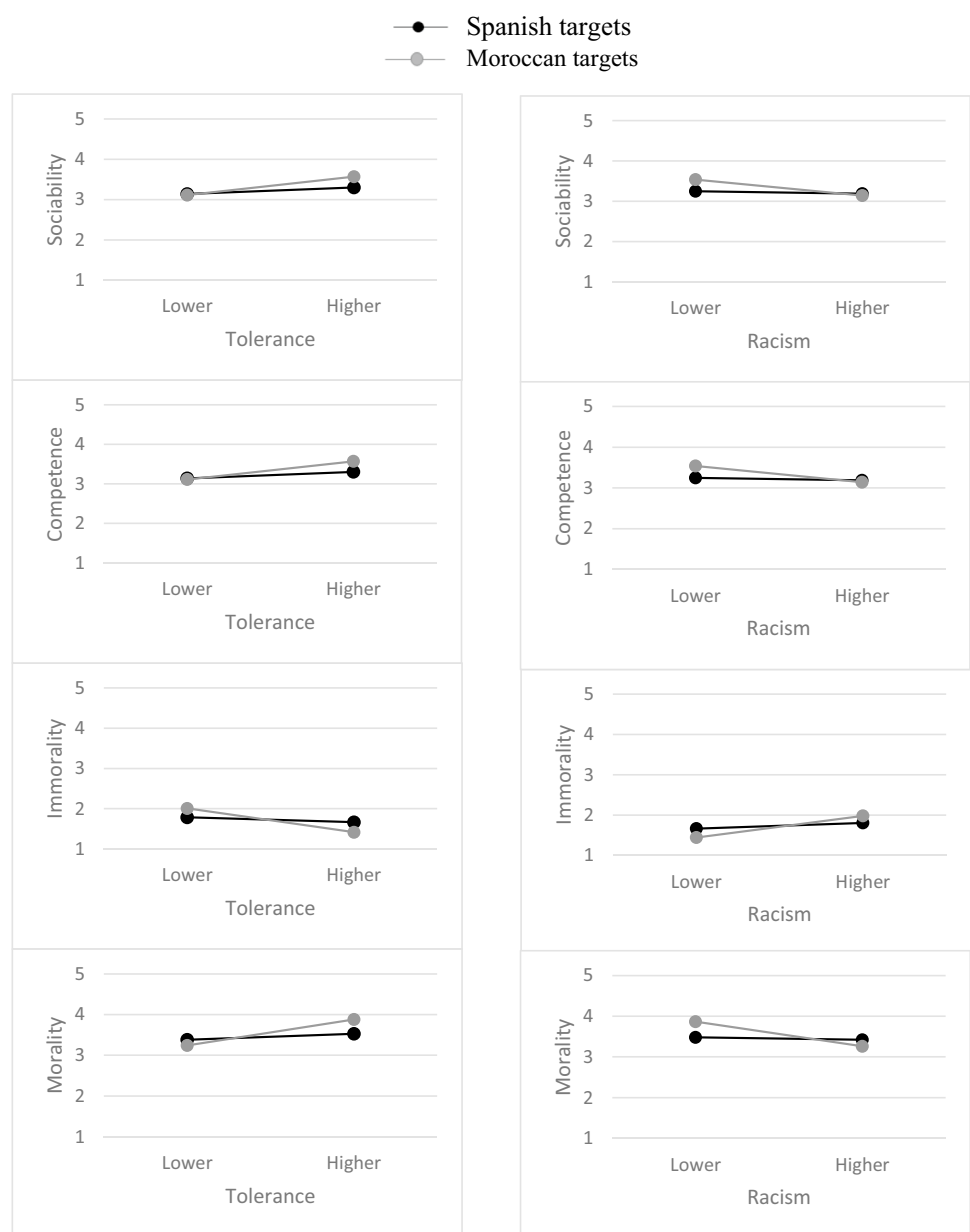 Spanish targets
Moroccan targets
5
4
3
2
1
Sociability
Lower
Higher
Tolerance
5
4
3
2
1
Sociability
Lower
Higher
Racism
5
4
3
2
1
Competence
Lower
Higher
Tolerance
5
4
3
2
1
Competence
Lower
Higher
Racism
5
4
3
2
1
Immorality
Lower
Higher
Tolerance
5
4
3
2
1
Immorality
Lower
Higher
Racism
5
4
3
2
1
Morality
Lower
Higher
Tolerance
5
4
3
2
1
Morality
Lower
Higher
Racism